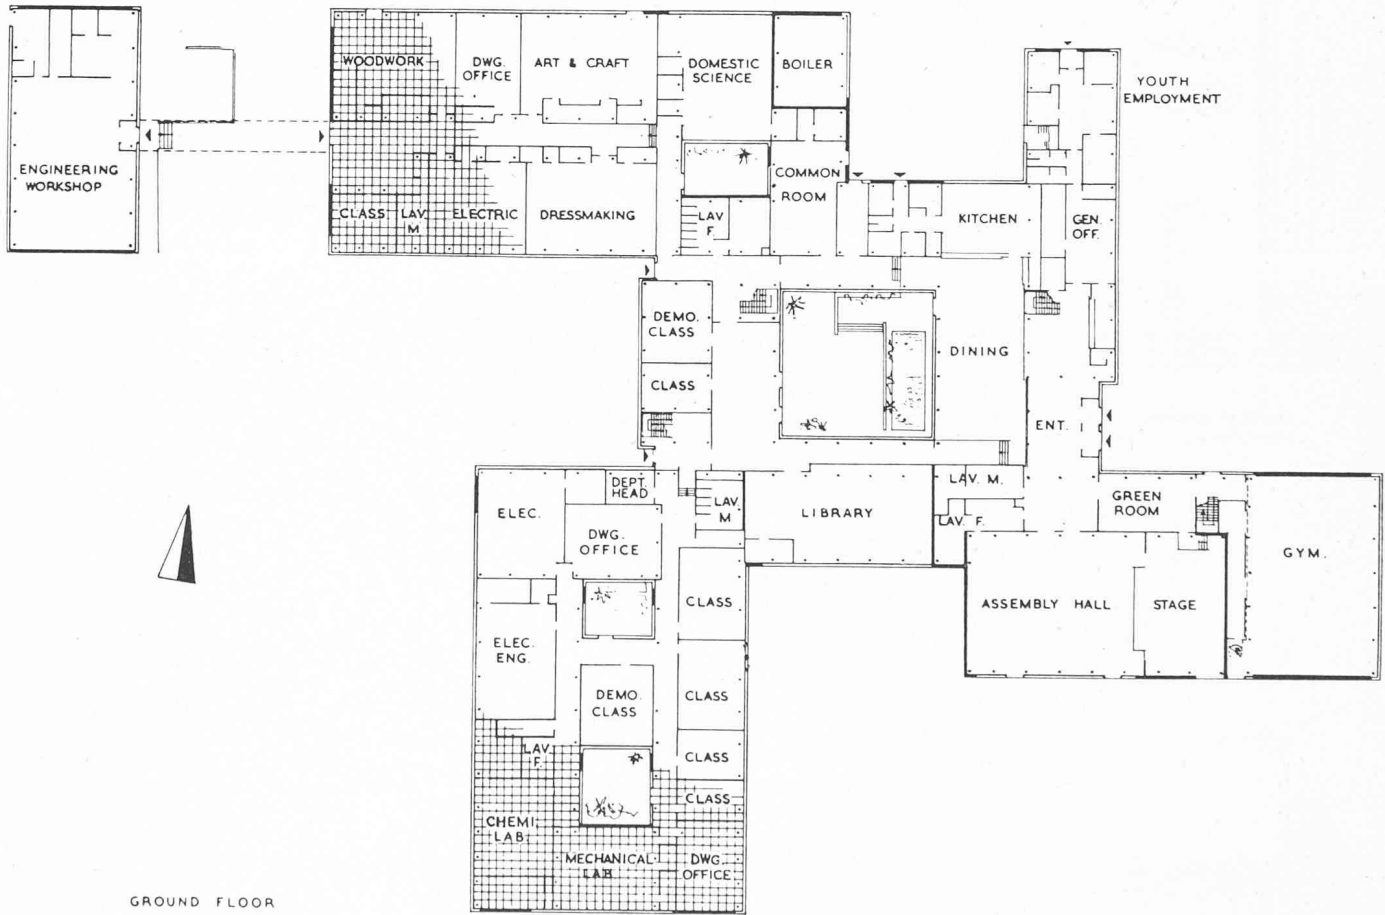 WOODWORK
DWG.
OFFICE
ART & CRAFT
DOMESTIC
SCIENCE
BOILER
YOUTH
EMPLOYMENT
ENGINEERING
WORKSHOP
CLASS
LAV.
M
ELECTRIC
DRESSMAKING
LAV
F.
COMMON
ROOM
KITCHEN
GEN.
OFF.
DEMO.
CLASS
CLASS
DINING
ENT.
ELEC.
DEPT.
HEAD
DWG.
OFFICE
LAV.
M
LIBRARY
LAV. M.
LAV. F.
GREEN
ROOM
GYM.
CLASS
ASSEMBLY HALL
STAGE
ELEC.
ENG.
DEMO.
CLASS
CLASS
LAV.
F.
CLASS
CLASS
CHEMI.
LAB.
MECHANICAL
LAB.
DWG.
OFFICE
GROUND FLOOR